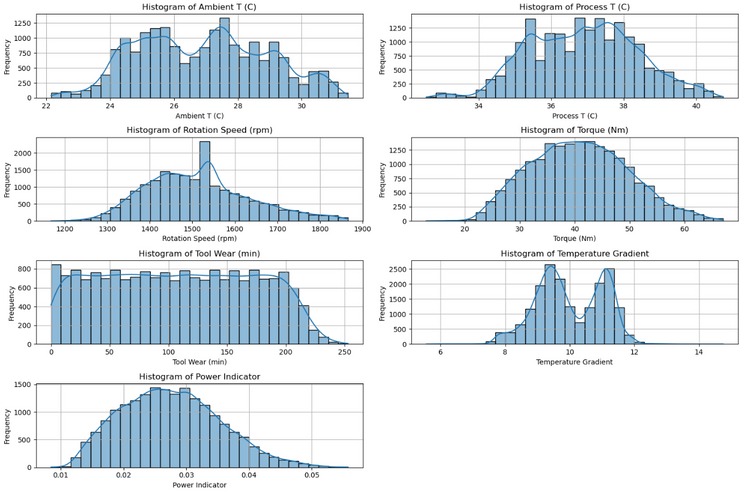 Histogram of Ambient T (C)
Frequency
1250
1000
750
500
250
0
22 24 26 28 30
Ambient T (C)
Histogram of Process T (C)
Frequency
1250
1000
750
500
250
0
34 36 38 40
Process T (C)
Histogram of Rotation Speed (rpm)
Frequency
2000
1500
1000
500
0
1200 1300 1400 1500 1600 1700 1800 1900
Rotation Speed (rpm)
Histogram of Torque (Nm)
Frequency
1250
1000
750
500
250
0
20 30 40 50 60
Torque (Nm)
Histogram of Tool Wear (min)
Frequency
800
600
400
200
0
0 50 100 150 200 250
Tool Wear (min)
Histogram of Temperature Gradient
Frequency
2500
2000
1500
1000
500
0
6 8 10 12 14
Temperature Gradient
Histogram of Power Indicator
Frequency
1500
1000
500
0
0.01 0.02 0.03 0.04 0.05
Power Indicator